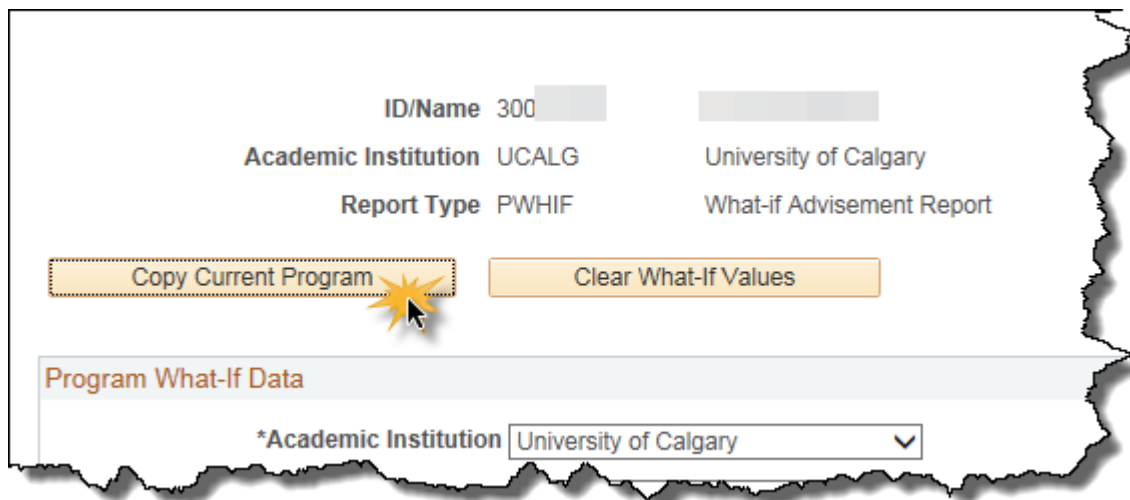 ID/Name 300
Academic Institution UCALG University of Calgary
Report Type PWHIF What-if Advisement Report
Copy Current Program Clear What-If Values
Program What-If Data
*Academic Institution University of Calgary